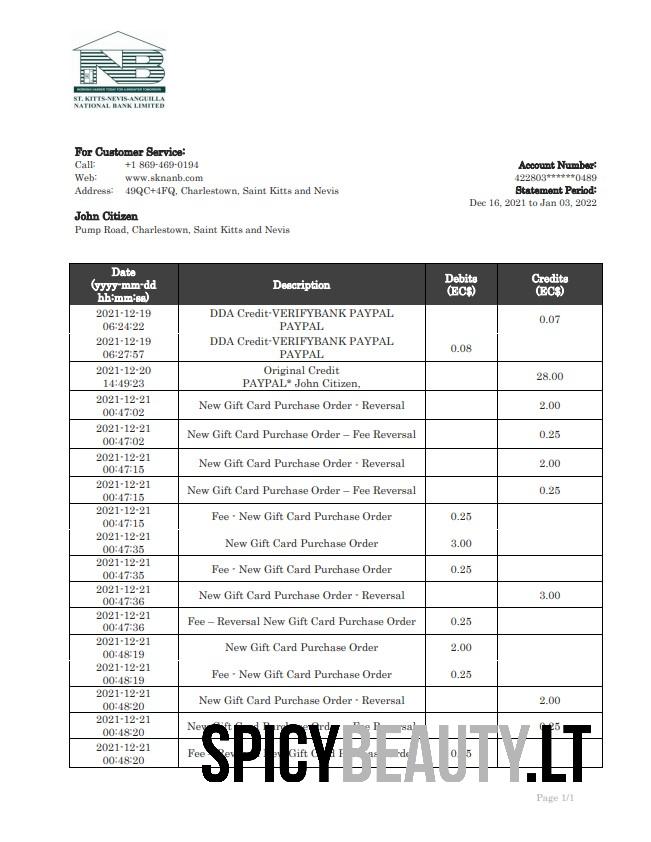 NB
WORKING HARDER TODAY FOR A GREATER TOMORROW
ST. KITTS-NEVIS-ANGUILLA
NATIONAL BANK LIMITED
For Customer Service:
Call: +1 869-469-0194
Web: www.sknanb.com
Address: 49QC+4FQ, Charlestown, Saint Kitts and Nevis
Account Number:
422803******0489
Statement Period:
Dec 16, 2021 to Jan 03, 2022
John Citizen
Pump Road, Charlestown, Saint Kitts and Nevis
Date
(yyyy-mm-dd
hh:mm:ss)
Description
Debits
(EC$)
Credits
(EC$)
2021-12-19
06:24:22
DDA Credit-VERIFYBANK PAYPAL
PAYPAL
0.07
2021-12-19
06:27:57
DDA Credit-VERIFYBANK PAYPAL
PAYPAL
0.08
2021-12-20
14:49:23
Original Credit
PAYPAL* John Citizen,
28.00
2021-12-21
00:47:02
New Gift Card Purchase Order - Reversal
2.00
2021-12-21
00:47:02
New Gift Card Purchase Order – Fee Reversal
0.25
2021-12-21
00:47:15
New Gift Card Purchase Order - Reversal
2.00
2021-12-21
00:47:15
New Gift Card Purchase Order – Fee Reversal
0.25
2021-12-21
00:47:15
Fee - New Gift Card Purchase Order
0.25
2021-12-21
00:47:35
New Gift Card Purchase Order
3.00
2021-12-21
00:47:35
Fee - New Gift Card Purchase Order
0.25
2021-12-21
00:47:36
New Gift Card Purchase Order - Reversal
3.00
2021-12-21
00:47:36
Fee – Reversal New Gift Card Purchase Order
0.25
2021-12-21
00:48:19
New Gift Card Purchase Order
2.00
2021-12-21
00:48:19
Fee - New Gift Card Purchase Order
0.25
2021-12-21
00:48:20
New Gift Card Purchase Order - Reversal
2.00
2021-12-21
00:48:20
New Gift Card Purchase Order – Fee Reversal
0.25
2021-12-21
00:48:20
Fee – Reversal New Gift Card Purchase Order
0.25
SPICYBEAUTY.LT
Page 1/1